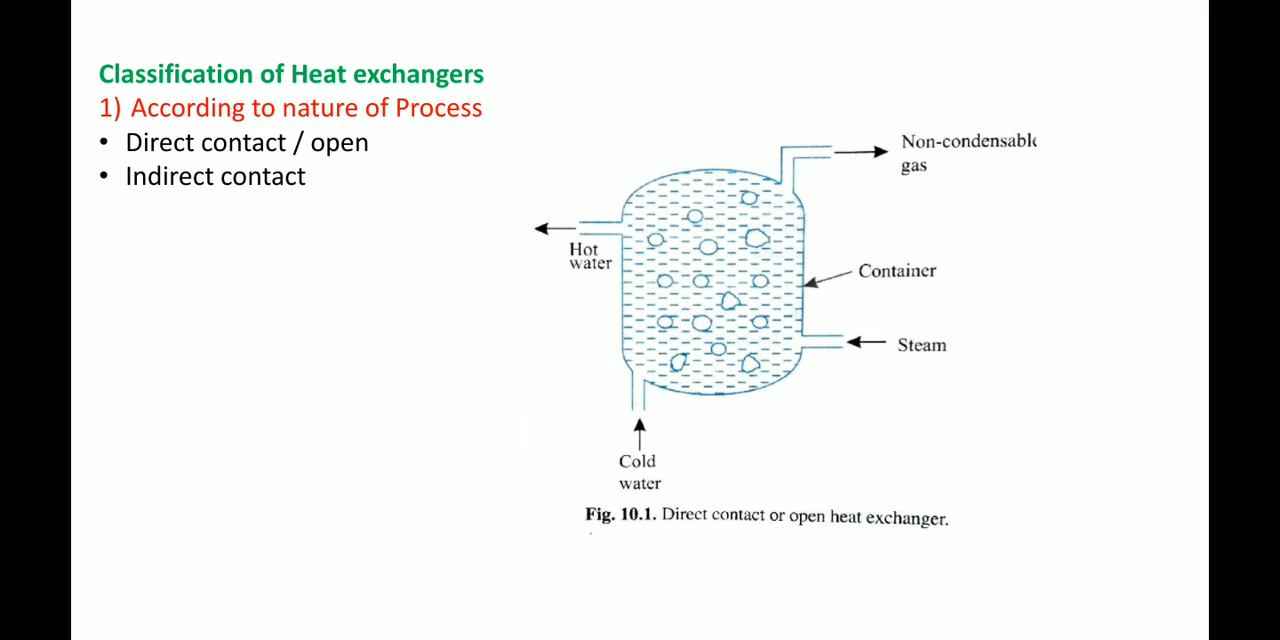 Classification of Heat exchangers
1) According to nature of Process
• Direct contact / open
• Indirect contact
Non-condensable
gas
Hot
water
Container
Steam
Cold
water
Fig. 10.1. Direct contact or open heat exchanger.